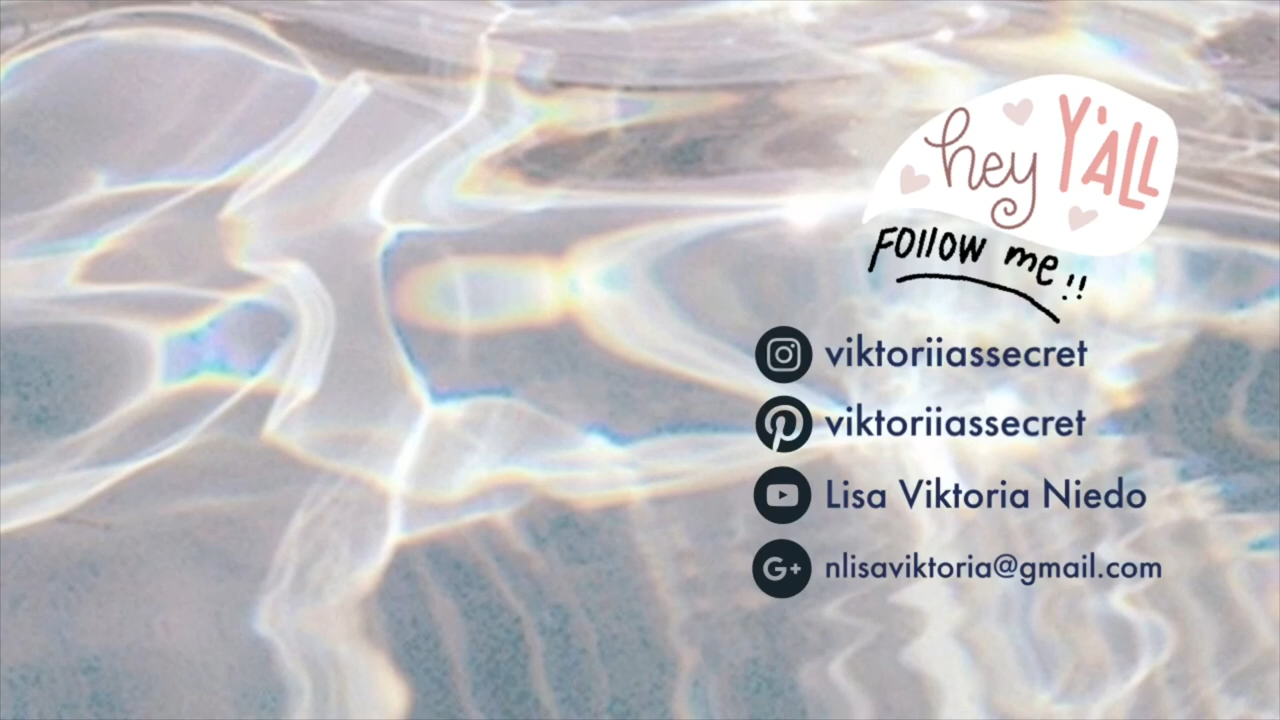 hey Y'ALL
FOllOW me!!
viktoriiassecret
viktoriiassecret
Lisa Viktoria Niedo
G+ nlisaviktoria@gmail.com